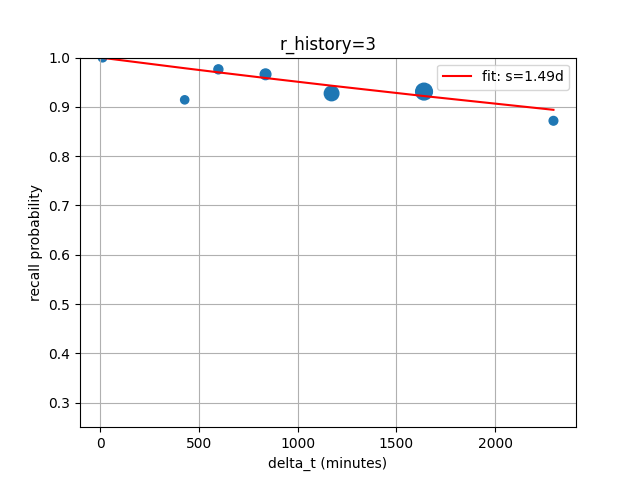 r_history=3
1.0
0.9
0.8
0.7
0.6
0.5
0.4
0.3
recall probability
fit: s=1.49d
0 500 1000 1500 2000
delta_t (minutes)